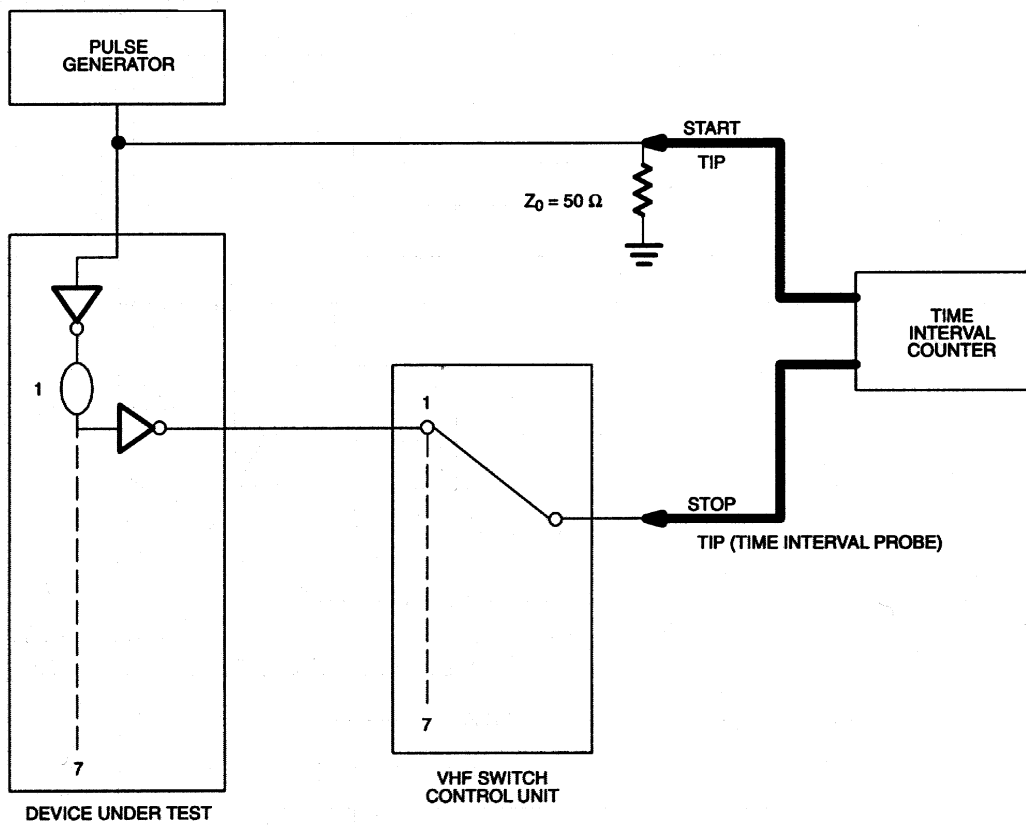 PULSE
GENERATOR
START
TIP
Z0 = 50 Ω
TIME
INTERVAL
COUNTER
1
1
STOP
TIP (TIME INTERVAL PROBE)
7
7
VHF SWITCH
CONTROL UNIT
DEVICE UNDER TEST